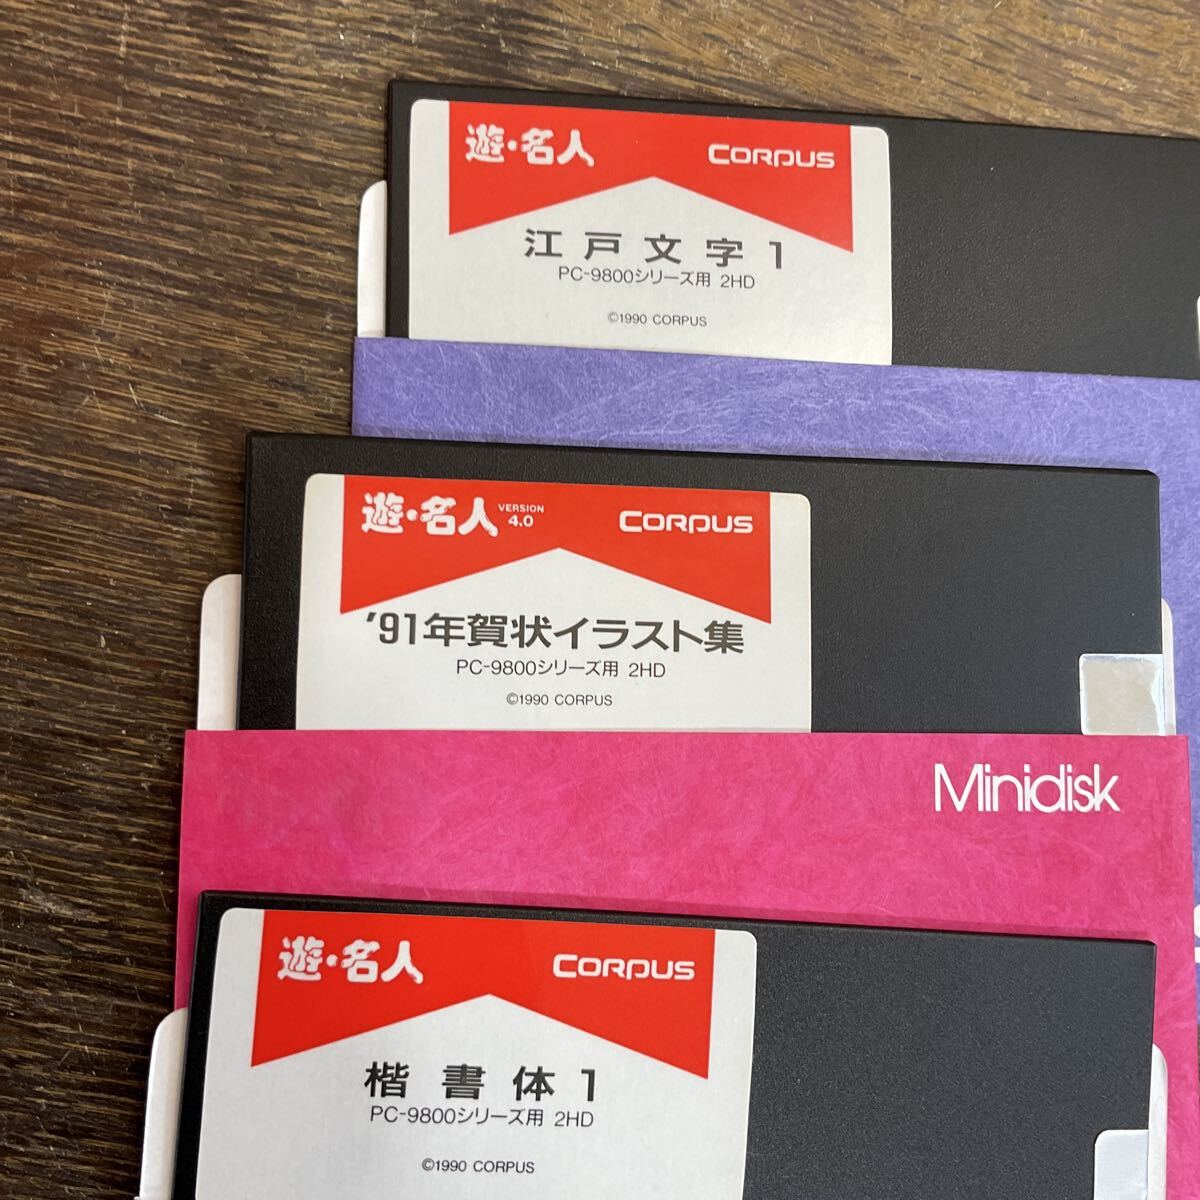 遊・名人 CORPUS
江戸文字1
PC-9800シリーズ用 2HD
©1990 CORPUS
遊・名人 VERSION 4.0 CORPUS
'91年賀状イラスト集
PC-9800シリーズ用 2HD
©1990 CORPUS
Minidisk
遊・名人 CORPUS
楷書体1
PC-9800シリーズ用 2HD
©1990 CORPUS